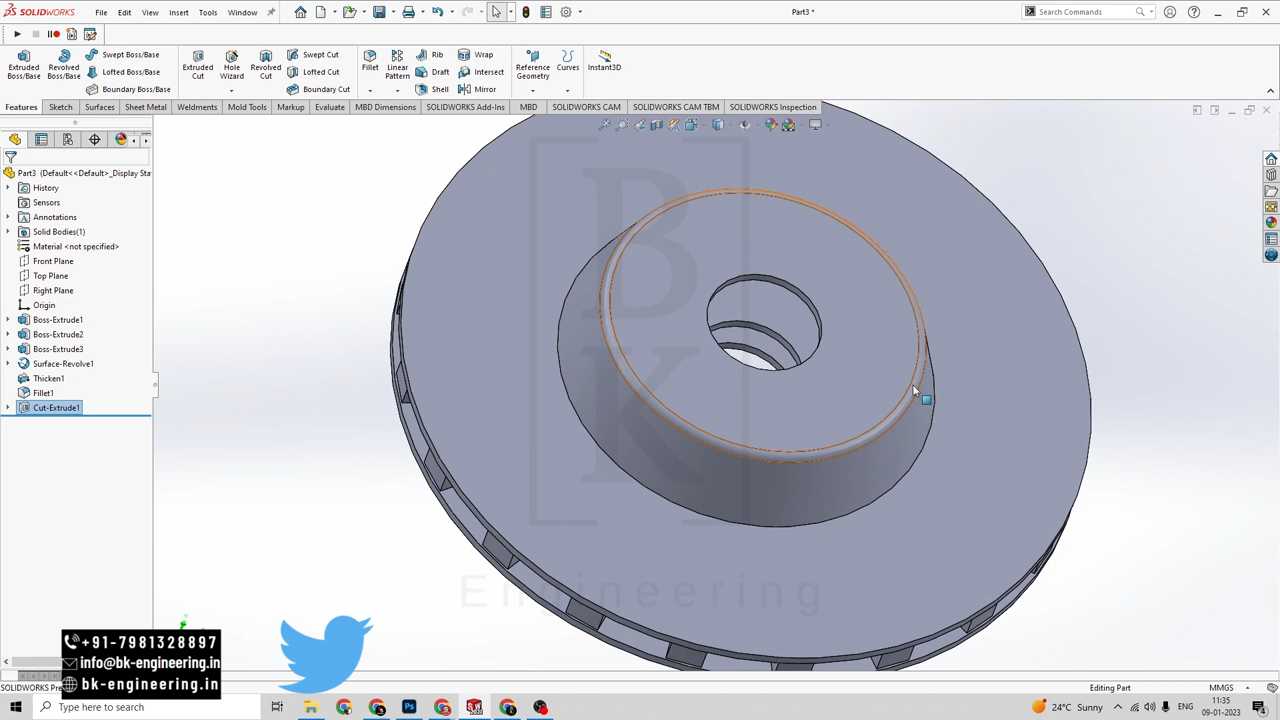 SOLIDWORKS File Edit View Insert Tools Window Part3 * Search Commands
Extruded Boss/Base Revolved Boss/Base Swept Boss/Base Lofted Boss/Base Boundary Boss/Base Extruded Cut Hole Wizard Revolved Cut Swept Cut Lofted Cut Boundary Cut Fillet Linear Pattern Rib Draft Shell Wrap Intersect Mirror Reference Geometry Curves Instant3D
Features Sketch Surfaces Sheet Metal Weldments Mold Tools Markup Evaluate MBD Dimensions SOLIDWORKS Add-Ins MBD SOLIDWORKS CAM SOLIDWORKS CAM TBM SOLIDWORKS Inspection
Part3 (Default<<Default>_Display Sta
History
Sensors
Annotations
Solid Bodies(1)
Material <not specified>
Front Plane
Top Plane
Right Plane
Origin
Boss-Extrude1
Boss-Extrude2
Boss-Extrude3
Surface-Revolve1
Thicken1
Fillet1
Cut-Extrude1
B
K
Engineering
+91-7981328897
info@bk-engineering.in
bk-engineering.in
SOLIDWORKS Pre
Editing Part MMGS
Type here to search
24°C Sunny ENG 11:35
09-01-2023